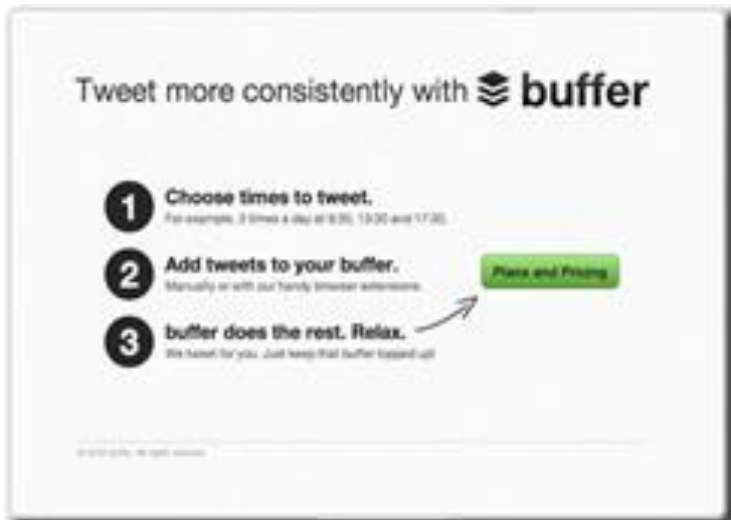 Tweet more consistently with buffer
1 Choose times to tweet.
For example, 3 times a day at 9:30, 13:30 and 17:30.
2 Add tweets to your buffer.
Manually or with our handy browser extensions.
Plans and Pricing
3 buffer does the rest. Relax.
We tweet for you. Just keep that buffer topped up!